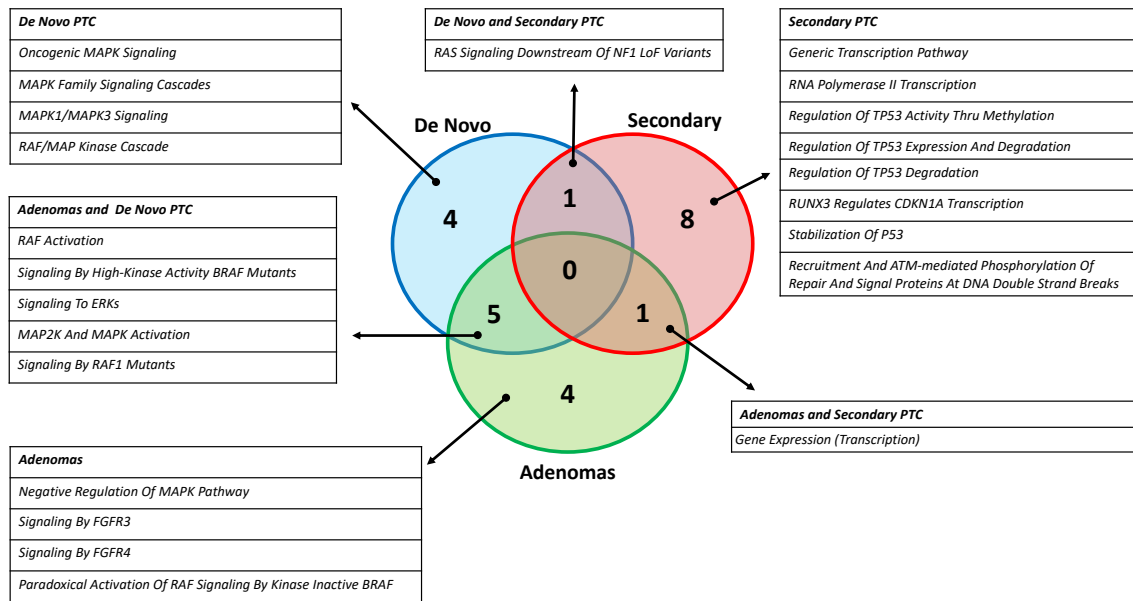 De Novo PTC
Oncogenic MAPK Signaling
MAPK Family Signaling Cascades
MAPK1/MAPK3 Signaling
RAF/MAP Kinase Cascade
De Novo and Secondary PTC
RAS Signaling Downstream Of NF1 LoF Variants
Secondary PTC
Generic Transcription Pathway
RNA Polymerase II Transcription
Regulation Of TP53 Activity Thru Methylation
Regulation Of TP53 Expression And Degradation
Regulation Of TP53 Degradation
RUNX3 Regulates CDKN1A Transcription
Stabilization Of P53
Recruitment And ATM-mediated Phosphorylation Of
Repair And Signal Proteins At DNA Double Strand Breaks
De Novo
Secondary
4
1
8
0
5
1
4
Adenomas
Adenomas and De Novo PTC
RAF Activation
Signaling By High-Kinase Activity BRAF Mutants
Signaling To ERKs
MAP2K And MAPK Activation
Signaling By RAF1 Mutants
Adenomas and Secondary PTC
Gene Expression (Transcription)
Adenomas
Negative Regulation Of MAPK Pathway
Signaling By FGFR3
Signaling By FGFR4
Paradoxical Activation Of RAF Signaling By Kinase Inactive BRAF